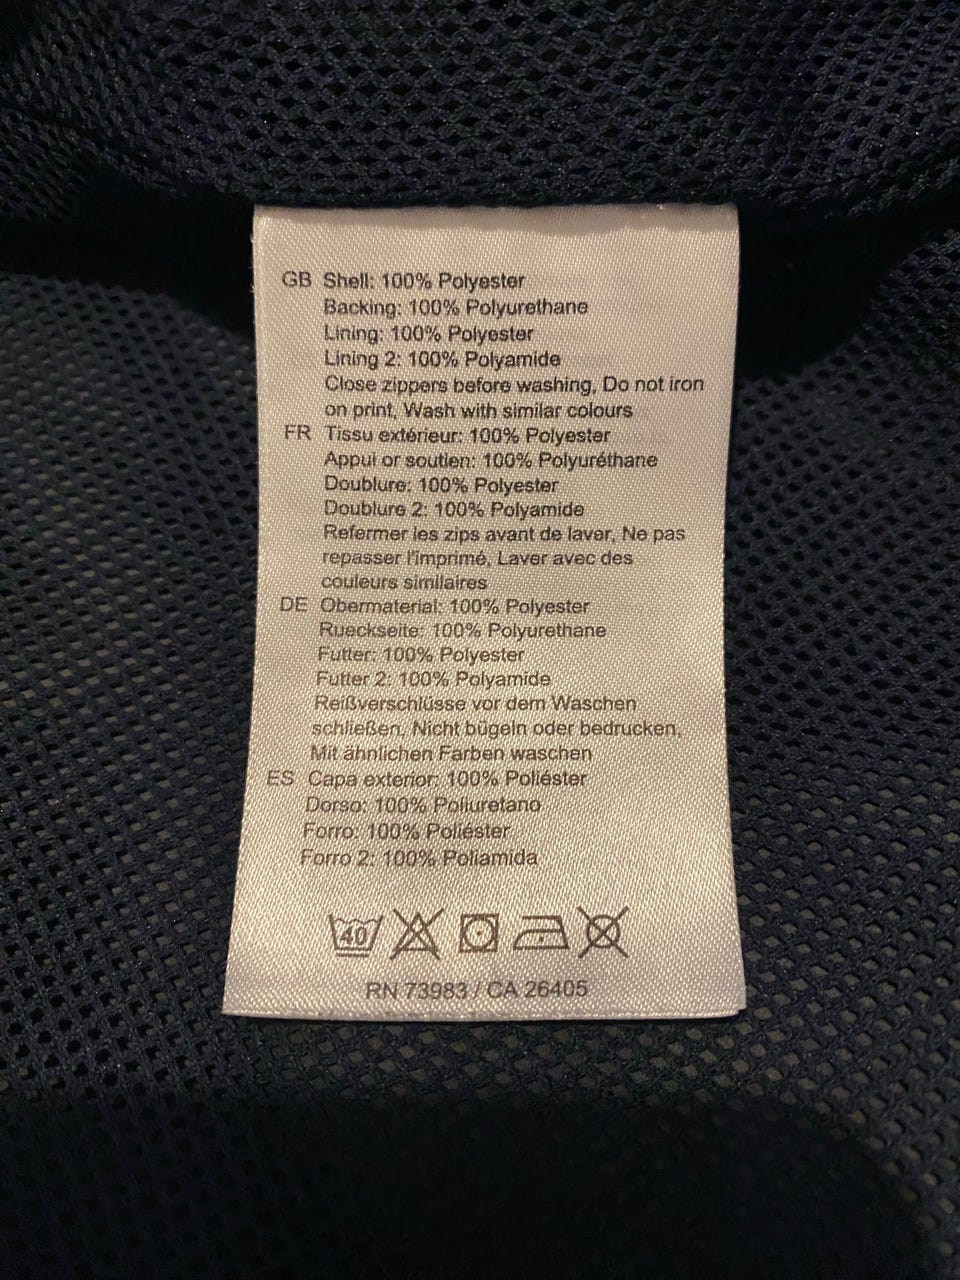 GB Shell: 100% Polyester
Backing: 100% Polyurethane
Lining: 100% Polyester
Lining 2: 100% Polyamide
Close zippers before washing, Do not iron
on print, Wash with similar colours
FR Tissu extérieur: 100% Polyester
Appui or soutien: 100% Polyuréthane
Doublure: 100% Polyester
Doublure 2: 100% Polyamide
Refermer les zips avant de laver, Ne pas
repasser l'imprimé, Laver avec des
couleurs similaires
DE Obermaterial: 100% Polyester
Rueckseite: 100% Polyurethane
Futter: 100% Polyester
Futter 2: 100% Polyamide
Reißverschlüsse vor dem Waschen
schließen, Nicht bügeln oder bedrucken,
Mit ähnlichen Farben waschen
ES Capa exterior: 100% Poliéster
Dorso: 100% Poliuretano
Forro: 100% Poliéster
Forro 2: 100% Poliamida
40
RN 73983 / CA 26405